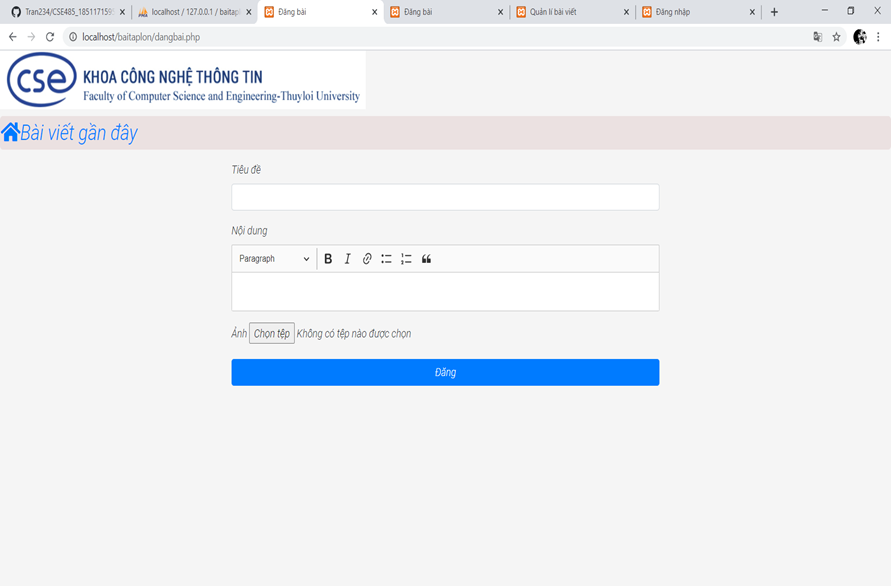 Tran234/CSE485_185117159
localhost / 127.0.0.1 / baitapl
Đăng bài
Đăng bài
Quản lí bài viết
Đăng nhập
localhost/baitaplon/dangbai.php
cse
KHOA CÔNG NGHỆ THÔNG TIN
Faculty of Computer Science and Engineering-Thuyloi University
Bài viết gần đây
Tiêu đề
Nội dung
Paragraph B I
Ảnh Chọn tệp Không có tệp nào được chọn
Đăng